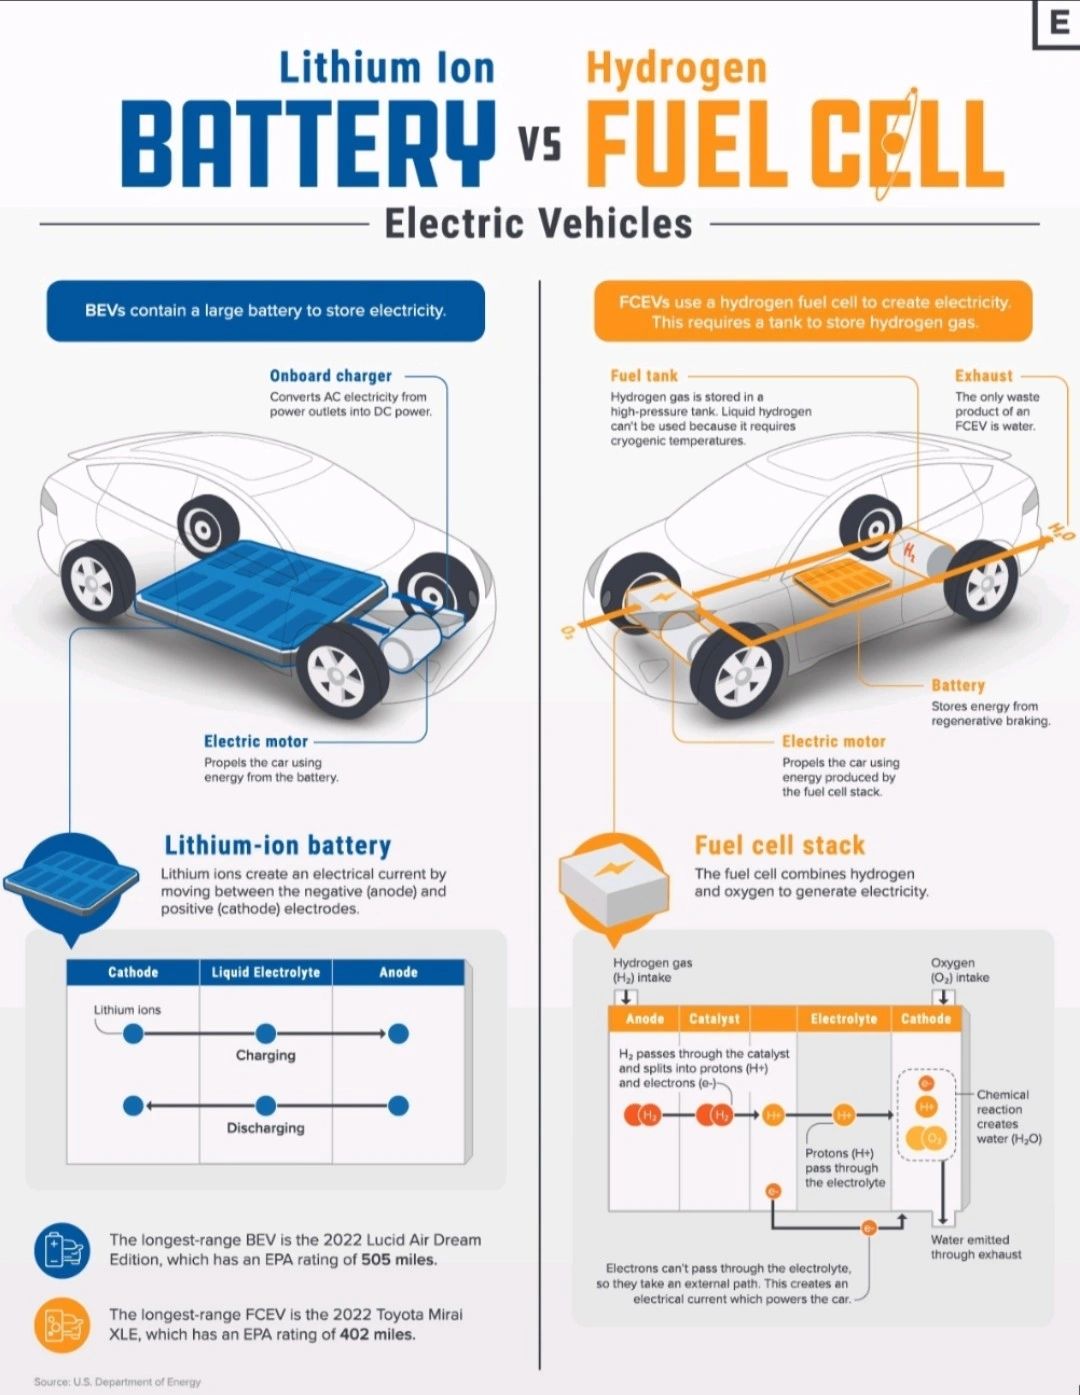 E
Lithium Ion
BATTERY
vs
Hydrogen
FUEL CELL
Electric Vehicles
BEVs contain a large battery to store electricity.
Onboard charger
Converts AC electricity from
power outlets into DC power.
Electric motor
Propels the car using
energy from the battery.
Lithium-ion battery
Lithium ions create an electrical current by
moving between the negative (anode) and
positive (cathode) electrodes.
Cathode
Liquid Electrolyte
Anode
Lithium ions
Charging
Discharging
The longest-range BEV is the 2022 Lucid Air Dream
Edition, which has an EPA rating of 505 miles.
The longest-range FCEV is the 2022 Toyota Mirai
XLE, which has an EPA rating of 402 miles.
FCEVs use a hydrogen fuel cell to create electricity.
This requires a tank to store hydrogen gas.
Fuel tank
Hydrogen gas is stored in a
high-pressure tank. Liquid hydrogen
can't be used because it requires
cryogenic temperatures.
Exhaust
The only waste
product of an
FCEV is water.
H₂
H₂O
O₂
Battery
Stores energy from
regenerative braking.
Electric motor
Propels the car using
energy produced by
the fuel cell stack.
Fuel cell stack
The fuel cell combines hydrogen
and oxygen to generate electricity.
Hydrogen gas
(H₂) intake
Oxygen
(O₂) intake
Anode
Catalyst
Electrolyte
Cathode
H₂ passes through the catalyst
and splits into protons (H+)
and electrons (e-)
H₂
H₂
H+
H+
e-
H+
O₂
Chemical
reaction
creates
water (H₂O)
Protons (H+)
pass through
the electrolyte
e-
e-
Water emitted
through exhaust
Electrons can't pass through the electrolyte,
so they take an external path. This creates an
electrical current which powers the car.
Source: U.S. Department of Energy